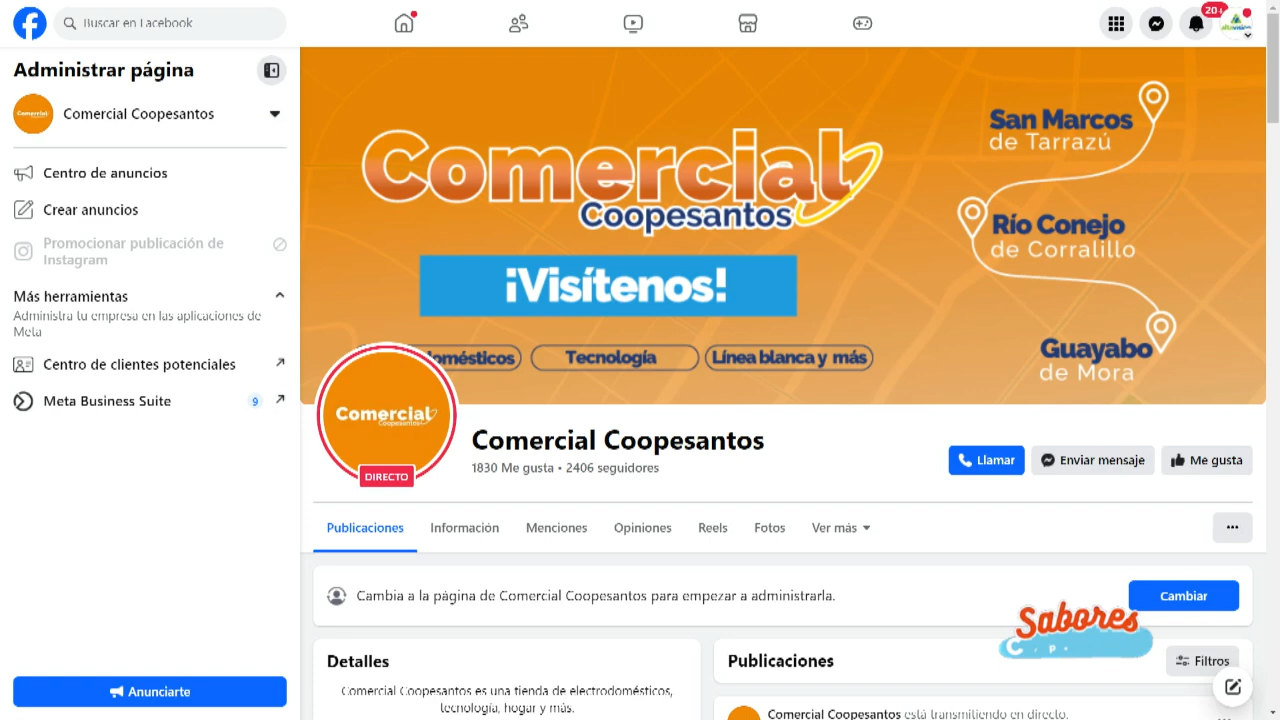 Buscar en Facebook
20+
Administrar página
Comercial Coopesantos
Centro de anuncios
Crear anuncios
Promocionar publicación de
Instagram
Más herramientas
Administra tu empresa en las aplicaciones de
Meta
Centro de clientes potenciales
Meta Business Suite
9
Anunciarte
Comercial
Coopesantos
¡Visítenos!
omésticos
Tecnología
Línea blanca y más
San Marcos
de Tarrazú
Río Conejo
de Corralillo
Guayabo
de Mora
Comercial
Coopesantos
DIRECTO
Comercial Coopesantos
1830 Me gusta • 2406 seguidores
Llamar
Enviar mensaje
Me gusta
Publicaciones
Información
Menciones
Opiniones
Reels
Fotos
Ver más
Cambia a la página de Comercial Coopesantos para empezar a administrarla.
Cambiar
Sabores
Detalles
Comercial Coopesantos es una tienda de electrodomésticos,
tecnología, hogar y más.
Publicaciones
Filtros
Comercial Coopesantos está transmitiendo en directo.